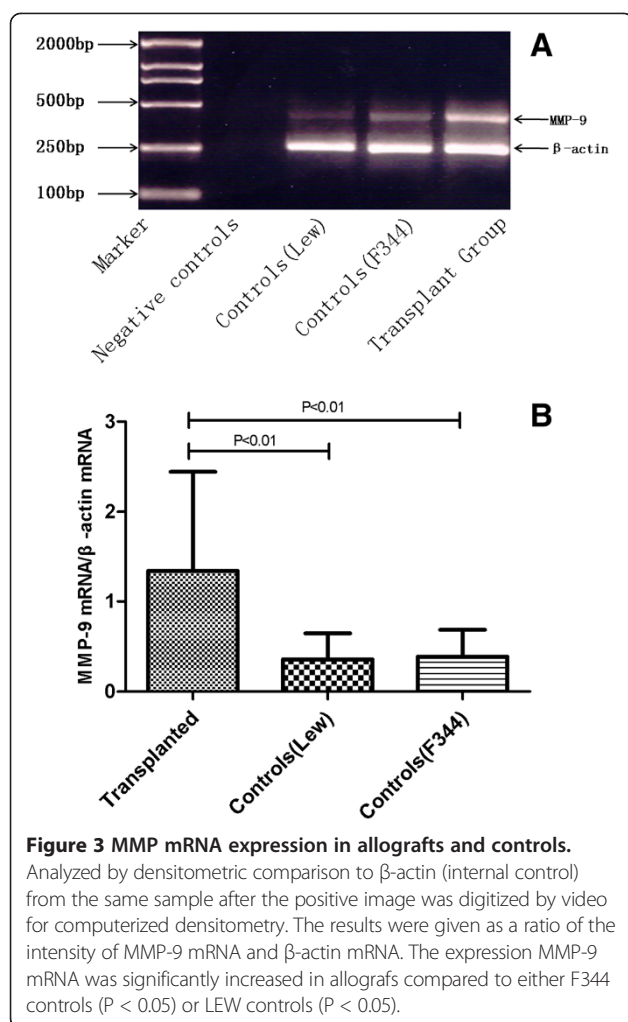 A
2000bp
500bp
250bp
100bp
MMP-9
β-actin
Marker
Negative controls
Controls(Lew)
Controls(F344)
Transplant Group
B
P<0.01
P<0.01
MMP-9 mRNA/β -actin mRNA
3
2
1
0
Transplanted
Controls(Lew)
Controls(F344)
Figure 3 MMP mRNA expression in allografts and controls.
Analyzed by densitometric comparison to β-actin (internal control)
from the same sample after the positive image was digitized by video
for computerized densitometry. The results were given as a ratio of the
intensity of MMP-9 mRNA and β-actin mRNA. The expression MMP-9
mRNA was significantly increased in allografs compared to either F344
controls (P < 0.05) or LEW controls (P < 0.05).